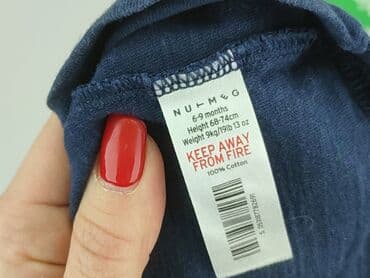 NUTMEG
6-9 months
Height 68-74cm
Weight 9kg/19lb 13 oz
KEEP AWAY
FROM FIRE
100% Cotton